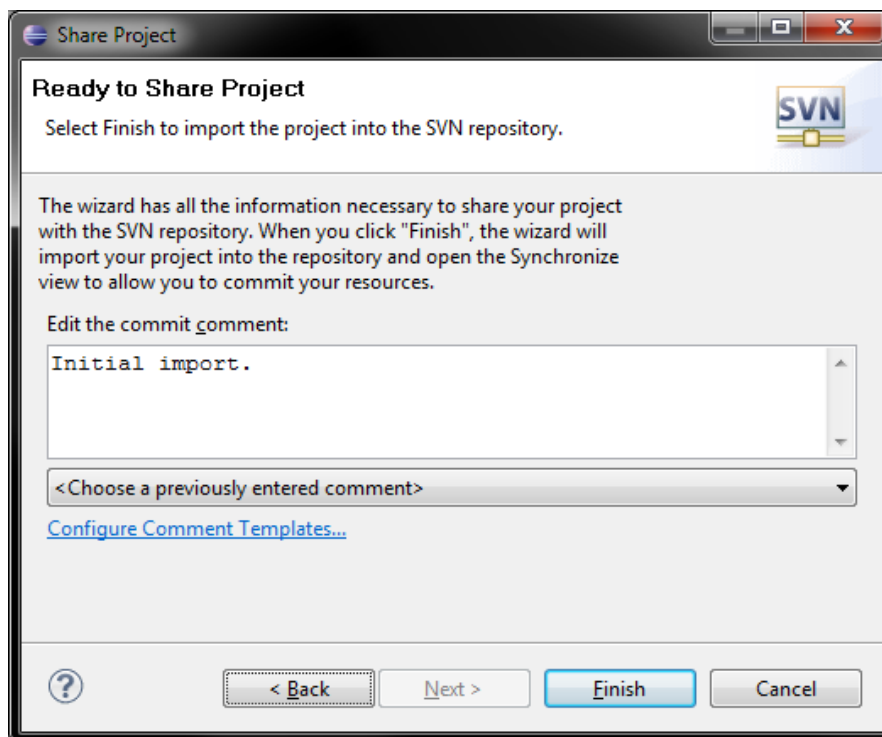 Share Project
Ready to Share Project
Select Finish to import the project into the SVN repository.
SVN
The wizard has all the information necessary to share your project
with the SVN repository. When you click "Finish", the wizard will
import your project into the repository and open the Synchronize
view to allow you to commit your resources.
Edit the commit comment:
Initial import.
<Choose a previously entered comment>
Configure Comment Templates...
?
< Back
Next >
Finish
Cancel